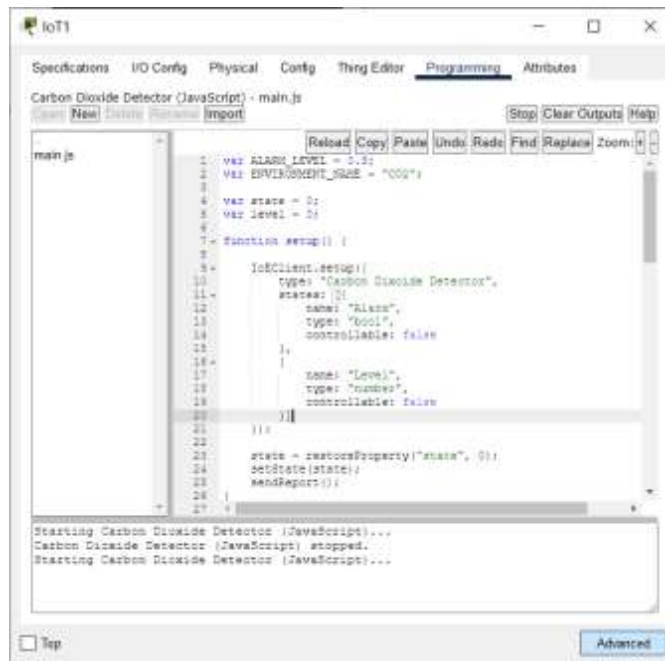 IoT1
Specifications I/O Config Physical Config Thing Editor Programming Attributes
Carbon Dioxide Detector (JavaScript) - main.js
Open New Delete Rename Import Stop Clear Outputs Help
Reload Copy Paste Undo Redo Find Replace Zoom: + -
main.js
1 var ALARM_LEVEL = 0.5;
2 var ENVIRONMENT_NAME = "CO2";
3
4 var state = 0;
5 var level = 0;
6
7 function setup() {
8
9 IoEClient.setup({
10 type: "Carbon Dioxide Detector",
11 states: [{
12 name: "Alarm",
13 type: "bool",
14 controllable: false
15 },
16 {
17 name: "Level",
18 type: "number",
19 controllable: false
20 }]
21 });
22
23 state = restoreProperty("state", 0);
24 setState(state);
25 sendReport();
26 }
27
Starting Carbon Dioxide Detector (JavaScript)...
Carbon Dioxide Detector (JavaScript) stopped.
Starting Carbon Dioxide Detector (JavaScript)...
Top
Advanced